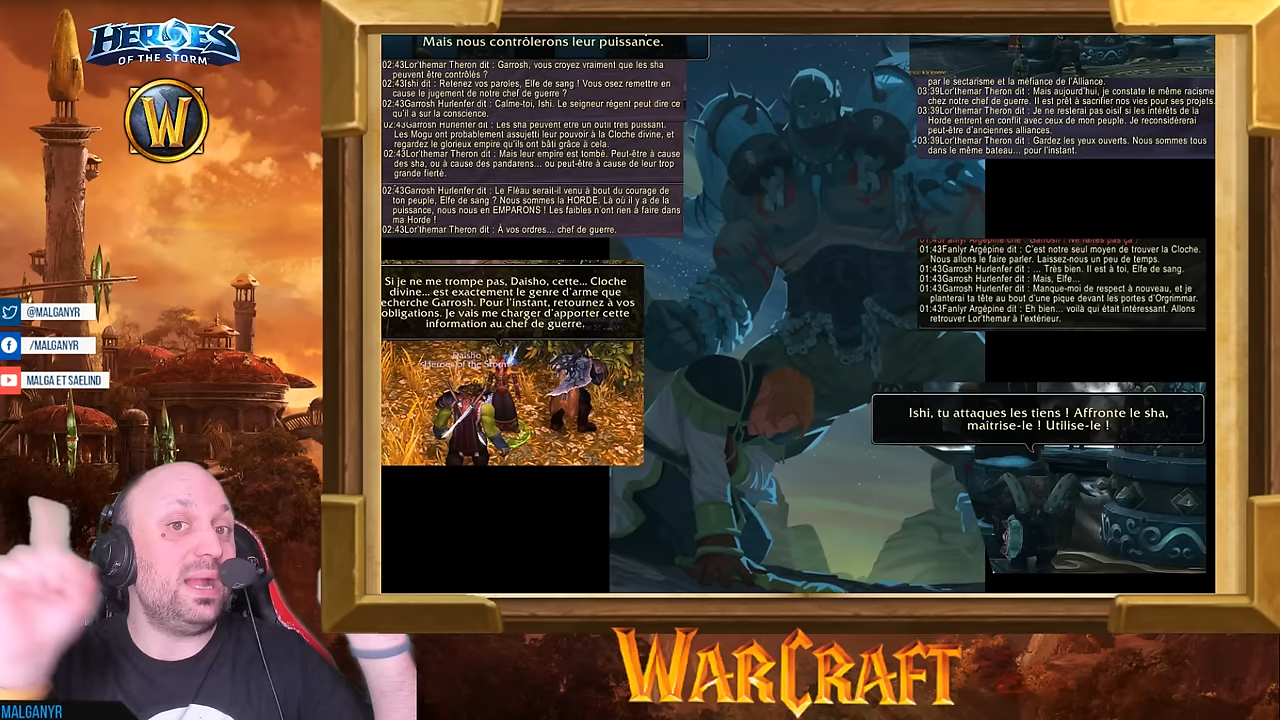 HEROES
OF THE STORM
W
@MALGANYR
/MALGANYR
MALGA ET SAELIND
MALGANYR
Mais nous contrôlerons leur puissance.
02:43Lor'themar Theron dit : Garrosh, vous croyez vraiment que les sha
peuvent être contrôlés ?
02:43Ishi dit : Retenez vos paroles, Elfe de sang ! Vous osez remettre en
cause le jugement de notre chef de guerre ?
02:43Garrosh Hurlenfer dit : Calme-toi, Ishi. Le seigneur régent peut dire ce
qu'il a sur la conscience.
02:43Garrosh Hurlenfer dit : Les sha peuvent être un outil très puissant.
Les Mogu ont probablement assujetti leur pouvoir à la Cloche divine, et
regardez le glorieux empire qu'ils ont bâti grâce à cela.
02:43Lor'themar Theron dit : Mais leur empire est tombé. Peut-être à cause
des sha, ou à cause des pandarens... ou peut-être à cause de leur trop
grande fierté.
02:43Garrosh Hurlenfer dit : Le Fléau serait-il venu à bout du courage de
ton peuple, Elfe de sang ? Nous sommes la HORDE. Là où il y a de la
puissance, nous nous en EMPARONS ! Les faibles n'ont rien à faire dans
ma Horde !
02:43Lor'themar Theron dit : À vos ordres... chef de guerre.
Si je ne me trompe pas, Daisho, cette... Cloche
divine... est exactement le genre d'arme que
echerche Garrosh. Pour l'instant, retournez à vos
obligations. Je vais me charger d'apporter cette
information au chef de guerre.
Daisho
<Heroes of the Storm>
par le sectarisme et la méfiance de l'Alliance.
03:39Lor'themar Theron dit : Mais aujourd'hui, je constate le même racisme
chez notre chef de guerre. Il est prêt à sacrifier nos vies pour ses projets.
03:39Lor'themar Theron dit : Je ne resterai pas oisif si les intérêts de la
Horde entrent en conflit avec ceux de mon peuple. Je reconsidérerai
peut-être d'anciennes alliances.
03:39Lor'themar Theron dit : Gardez les yeux ouverts. Nous sommes tous
dans le même bateau... pour l'instant.
01:43Fanlyr Argépine crie : Garrosh ! Ne faites pas ça !
01:43Fanlyr Argépine dit : C'est notre seul moyen de trouver la Cloche.
Nous allons le faire parler. Laissez-nous un peu de temps.
01:43Garrosh Hurlenfer dit : ... Très bien. Il est à toi, Elfe de sang.
01:43Garrosh Hurlenfer dit : Mais, Elfe...
01:43Garrosh Hurlenfer dit : Manque-moi de respect à nouveau, et je
planterai ta tête au bout d'une pique devant les portes d'Orgrimmar.
01:43Fanlyr Argépine dit : Eh bien... voilà qui était intéressant. Allons
retrouver Lor'themar à l'extérieur.
Ishi, tu attaques les tiens ! Affronte le sha,
maîtrise-le ! Utilise-le !
WARCRAFT